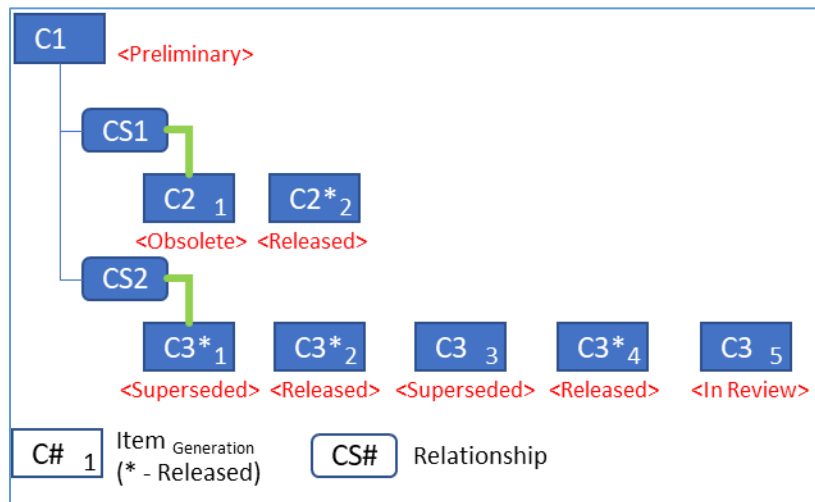 C1
<Preliminary>
CS1
C2 1 C2*2
<Obsolete> <Released>
CS2
C3*1 C3*2 C3 3 C3*4 C3 5
<Superseded> <Released> <Superseded> <Released> <In Review>
C# 1 Item Generation CS# Relationship
(* - Released)